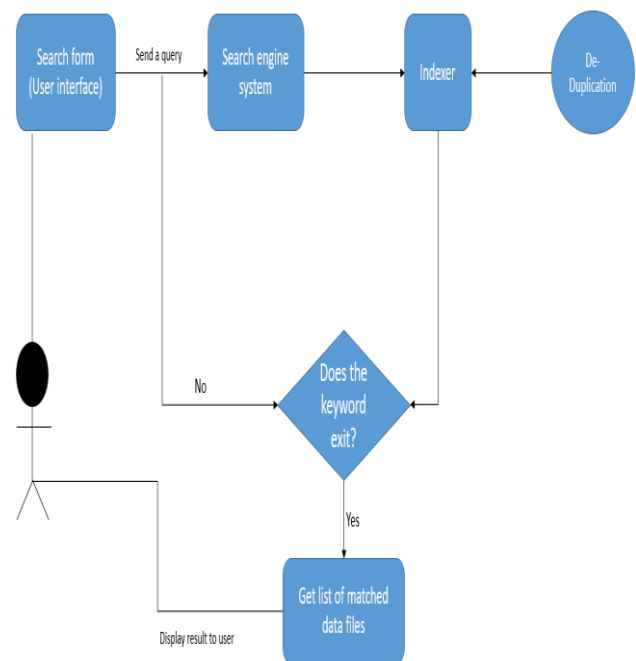 Search form
(User interface)
Send a query
Search engine
system
Indexer
De-
Duplication
No
Does the
keyword
exit?
Yes
Get list of matched
data files
Display result to user